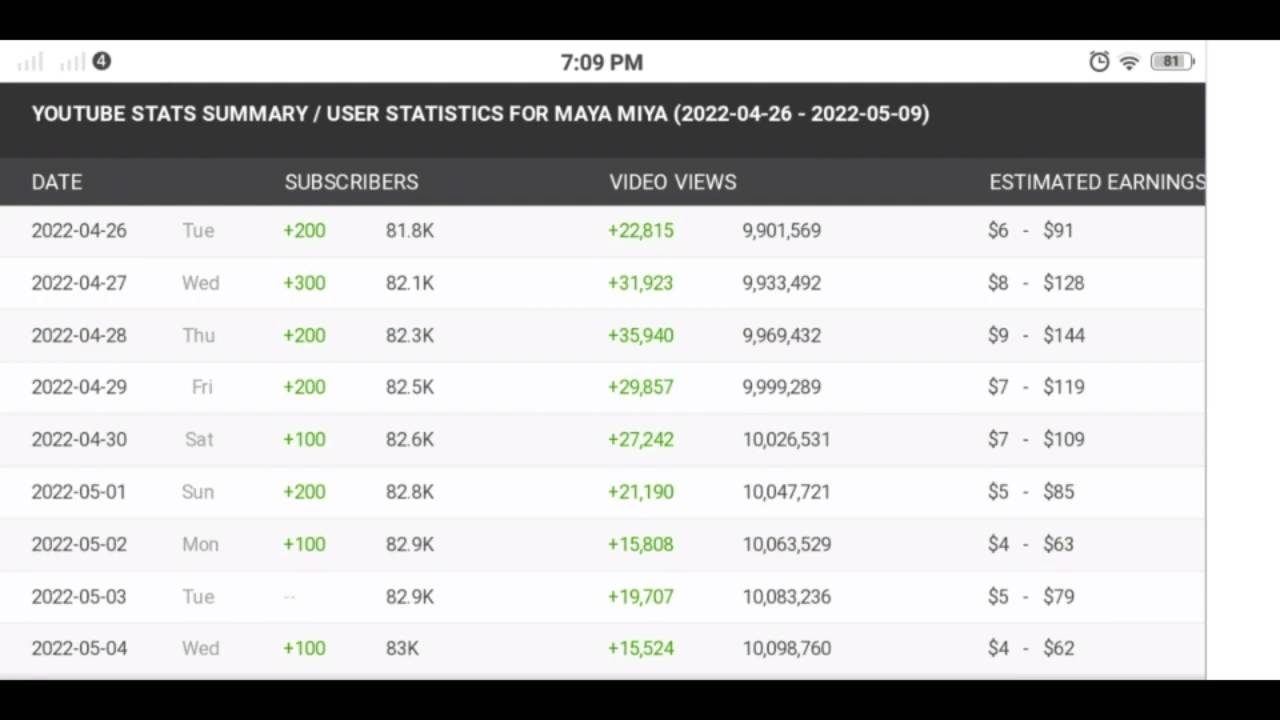 4 7:09 PM 81
YOUTUBE STATS SUMMARY / USER STATISTICS FOR MAYA MIYA (2022-04-26 - 2022-05-09)
DATE SUBSCRIBERS VIDEO VIEWS ESTIMATED EARNINGS
2022-04-26 Tue +200 81.8K +22,815 9,901,569 $6 - $91
2022-04-27 Wed +300 82.1K +31,923 9,933,492 $8 - $128
2022-04-28 Thu +200 82.3K +35,940 9,969,432 $9 - $144
2022-04-29 Fri +200 82.5K +29,857 9,999,289 $7 - $119
2022-04-30 Sat +100 82.6K +27,242 10,026,531 $7 - $109
2022-05-01 Sun +200 82.8K +21,190 10,047,721 $5 - $85
2022-05-02 Mon +100 82.9K +15,808 10,063,529 $4 - $63
2022-05-03 Tue -- 82.9K +19,707 10,083,236 $5 - $79
2022-05-04 Wed +100 83K +15,524 10,098,760 $4 - $62